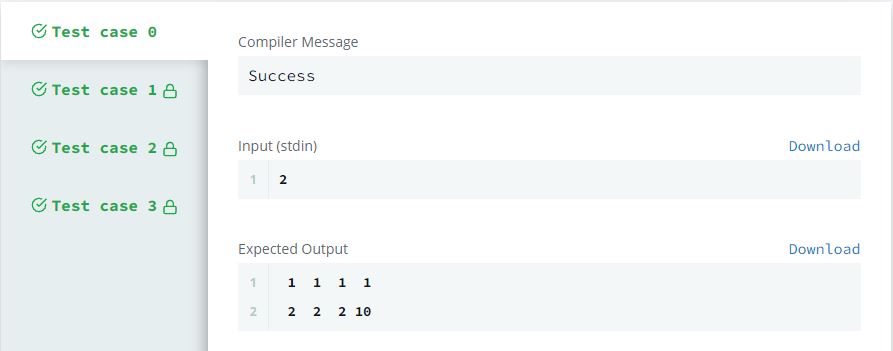 Test case 0
Test case 1
Test case 2
Test case 3
Compiler Message
Success
Input (stdin) Download
1 2
Expected Output Download
1 1 1 1 1
2 2 2 2 10